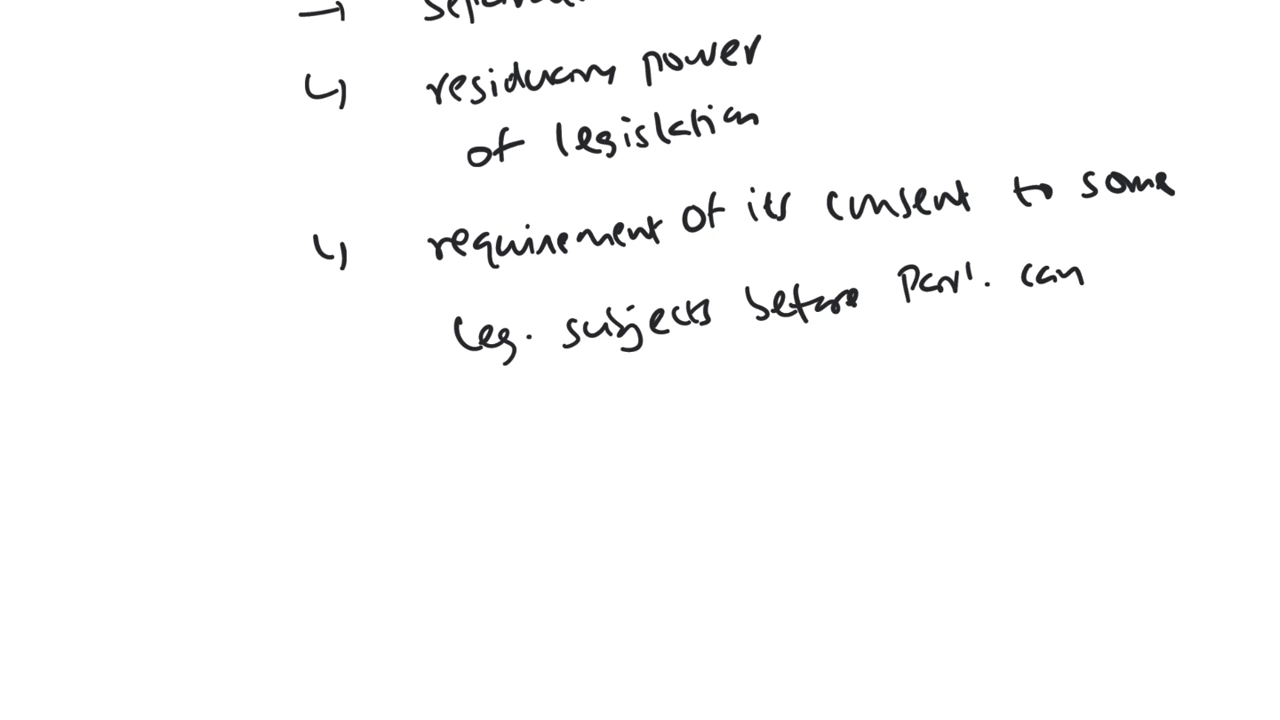 →
↳ residuary power
of legislation
↳ requirement of its consent to some
leg. subjects before Parl. can